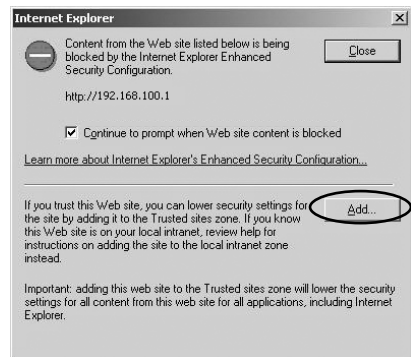 Internet Explorer
Content from the Web site listed below is being
blocked by the Internet Explorer Enhanced
Security Configuration.
Close
http://192.168.100.1
Continue to prompt when Web site content is blocked
Learn more about Internet Explorer's Enhanced Security Configuration...
If you trust this Web site, you can lower security settings for
the site by adding it to the Trusted sites zone. If you know
this Web site is on your local intranet, review help for
instructions on adding the site to the local intranet zone
instead.
Add...
Important: adding this web site to the Trusted sites zone will lower the security
settings for all content from this web site for all applications, including Internet
Explorer.